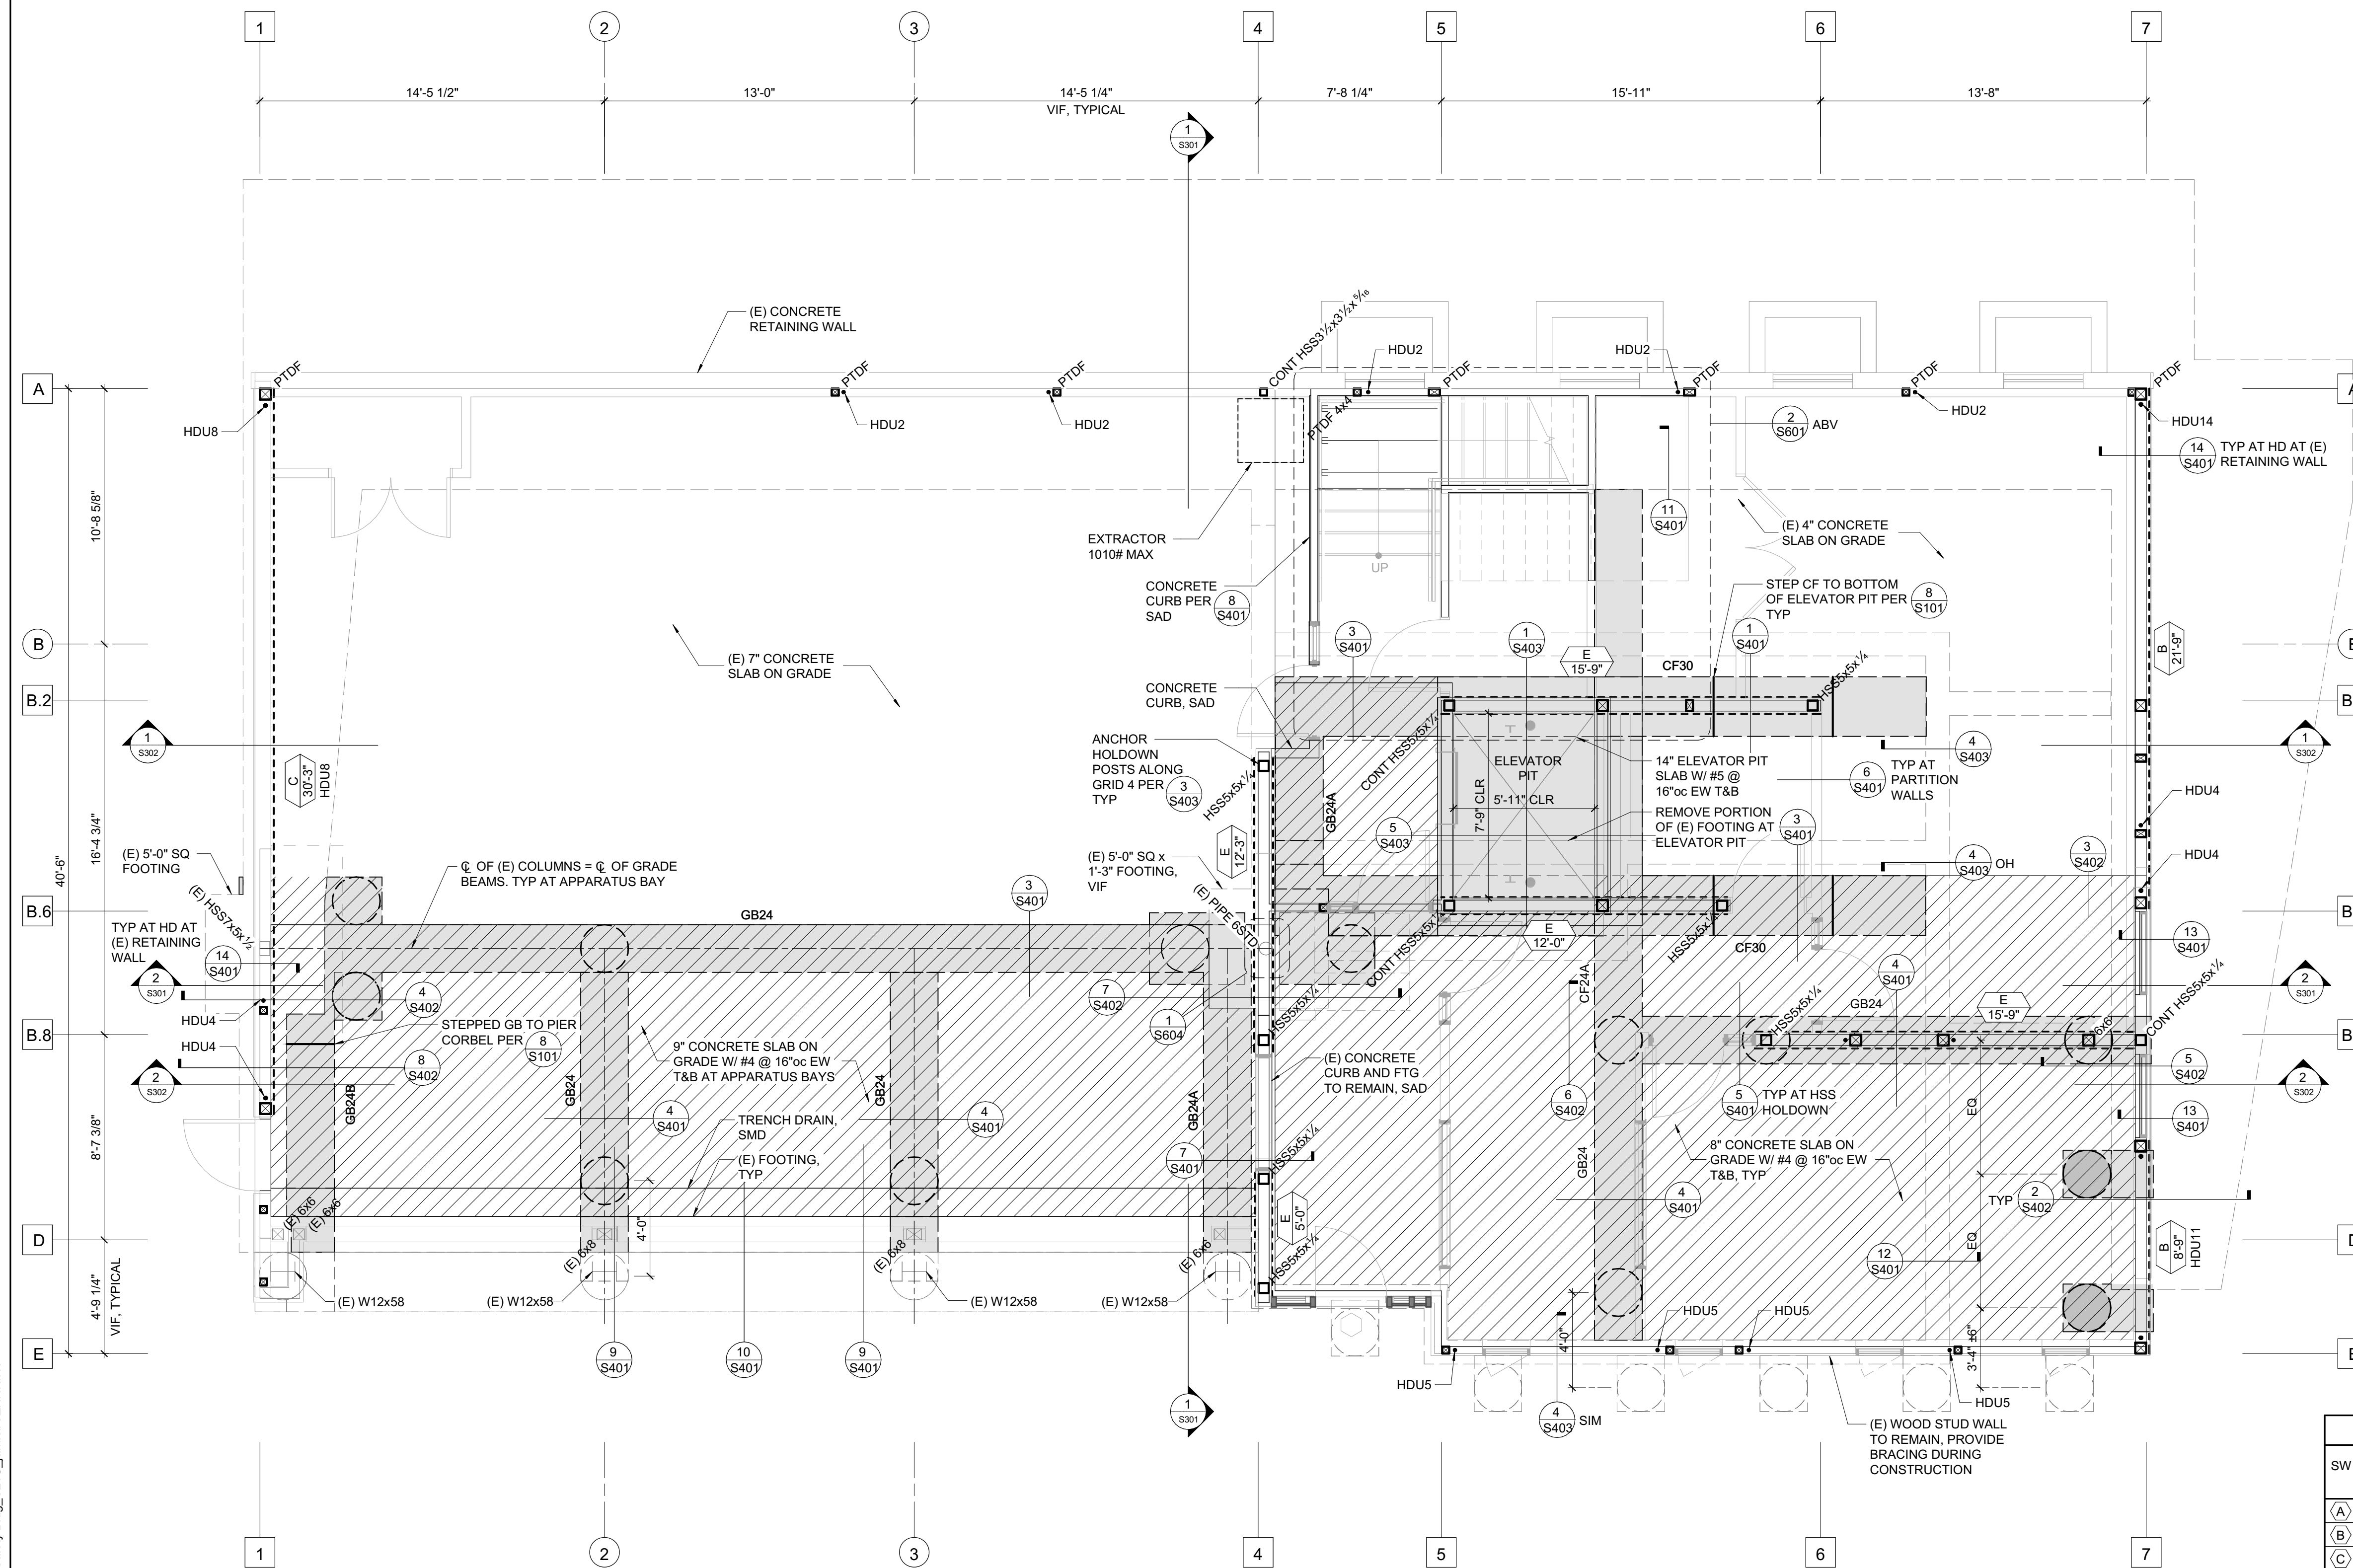 1
2
3
4
5
6
7
14'-5 1/2"
13'-0"
14'-5 1/4"
VIF, TYPICAL
7'-8 1/4"
15'-11"
13'-8"
1
S301
(E) CONCRETE
RETAINING WALL
CONT HSS3½x3½x⁵⁄₁₆
A
PTDF
PTDF
PTDF
HDU2
PTDF
HDU2
PTDF
PTDF
PTDF
HDU8
HDU2
HDU2
PTDF 4x4
2
S601
ABV
HDU2
HDU14
14
S401
TYP AT HD AT (E)
RETAINING WALL
10'-8 5/8"
EXTRACTOR
1010# MAX
11
S401
(E) 4" CONCRETE
SLAB ON GRADE
UP
CONCRETE
CURB PER
SAD
8
S401
STEP CF TO BOTTOM
OF ELEVATOR PIT PER
TYP
8
S101
B
(E) 7" CONCRETE
SLAB ON GRADE
3
S401
1
S403
1
S401
E
15'-9"
CF30
HSS5x5x¼
B
21'-9"
B.2
CONCRETE
CURB, SAD
1
S302
C
30'-3"
HDU8
ANCHOR
HOLDOWN
POSTS ALONG
GRID 4 PER
TYP
3
S403
HSS5x5x¼
CONT HSS5x5x¼
ELEVATOR
PIT
5'-11" CLR
7'-9" CLR
14" ELEVATOR PIT
SLAB W/ #5 @
16"oc EW T&B
4
S403
6
S401
TYP AT
PARTITION
WALLS
1
S302
HDU4
GB24A
5
S403
REMOVE PORTION
OF (E) FOOTING AT
ELEVATOR PIT
3
S401
16'-4 3/4"
40'-6"
(E) 5'-0" SQ
FOOTING
℄ OF (E) COLUMNS = ℄ OF GRADE
BEAMS. TYP AT APPARATUS BAY
E
12'-3"
(E) 5'-0" SQ x
1'-3" FOOTING,
VIF
4
S403
OH
3
S402
HDU4
B.6
(E) HSS7x5x½
GB24
3
S401
(E) PIPE 6STD
CONT HSS5x5x¼
E
12'-0"
HSS5x5x¼
CF30
TYP AT HD AT
(E) RETAINING
WALL
14
S401
13
S401
2
S301
4
S402
7
S402
CF24A
4
S401
2
S301
HDU4
STEPPED GB TO PIER
CORBEL PER
8
S101
1
S604
HSS5x5x¼
HSS5x5x¼
GB24
E
15'-9"
6x6
CONT HSS5x5x¼
B.8
HDU4
8
S402
9" CONCRETE SLAB ON
GRADE W/ #4 @ 16"oc EW
T&B AT APPARATUS BAYS
(E) CONCRETE
CURB AND FTG
TO REMAIN, SAD
5
S402
2
S302
2
S302
GB24B
GB24
GB24
GB24A
6
S402
5
S401
TYP AT HSS
HOLDOWN
EQ
13
S401
8'-7 3/8"
4
S401
4
S401
TRENCH DRAIN,
SMD
(E) FOOTING,
TYP
7
S401
HSS5x5x¼
GB24
8" CONCRETE SLAB ON
GRADE W/ #4 @ 16"oc EW
T&B, TYP
4
S401
TYP
2
S402
(E) 6x6
(E) 6x6
4'-0"
E
5'-0"
D
EQ
B
8'-9"
HDU11
(E) 6x8
(E) 6x8
(E) 6x6
HSS5x5x¼
12
S401
4'-9 1/4"
VIF, TYPICAL
(E) W12x58
(E) W12x58
(E) W12x58
(E) W12x58
HDU5
HDU5
4'-0"
3'-4" ±6"
E
9
S401
10
S401
9
S401
HDU5
HDU5
1
S301
4
S403
SIM
(E) WOOD STUD WALL
TO REMAIN, PROVIDE
BRACING DURING
CONSTRUCTION
SW
A
B
C
1
2
3
4
5
6
7